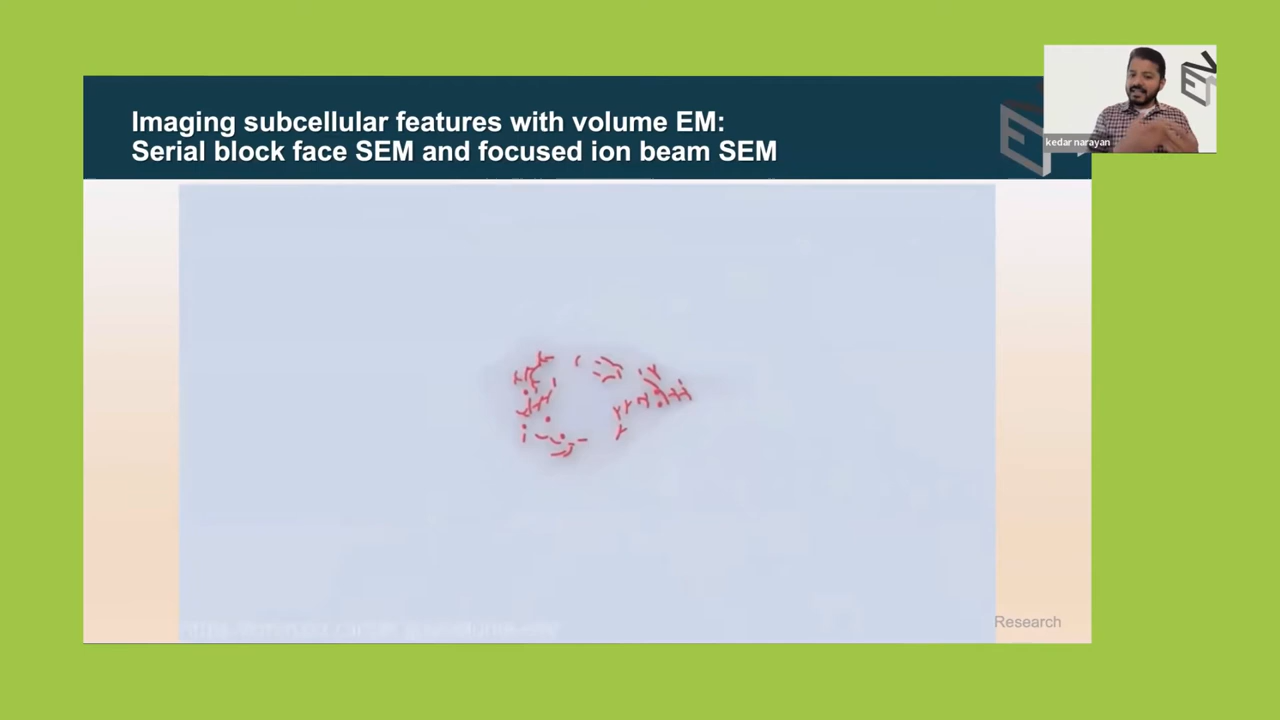 Imaging subcellular features with volume EM:
Serial block face SEM and focused ion beam SEM
kedar narayan
Research